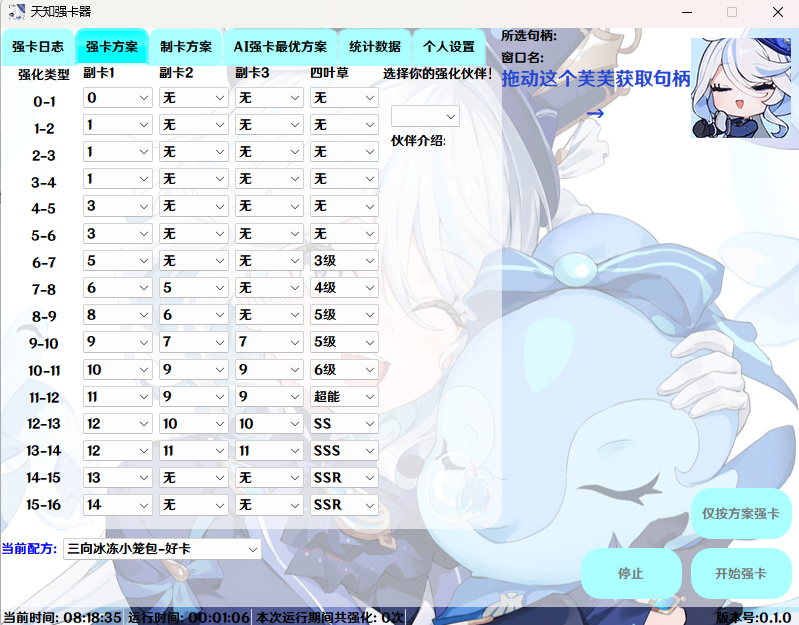 天知强卡器
强卡日志 强卡方案 制卡方案 AI强卡最优方案 统计数据 个人设置
所选句柄:
窗口名:
拖动这个芙芙获取句柄
→
强化类型 副卡1 副卡2 副卡3 四叶草 选择你的强化伙伴!
伙伴介绍:
0-1 0 无 无 无
1-2 1 无 无 无
2-3 1 无 无 无
3-4 1 无 无 无
4-5 3 无 无 无
5-6 3 无 无 无
6-7 5 无 无 3级
7-8 6 5 无 4级
8-9 8 6 无 5级
9-10 9 7 7 5级
10-11 10 9 9 6级
11-12 11 9 9 超能
12-13 12 10 10 SS
13-14 12 11 11 SSS
14-15 13 无 无 SSR
15-16 14 无 无 SSR
当前配方: 三向冰冻小笼包-好卡
仅按方案强卡
停止 开始强卡
当前时间: 08:18:35 运行时间: 00:01:06 本次运行期间共强化: 0次 版本号:0.1.0